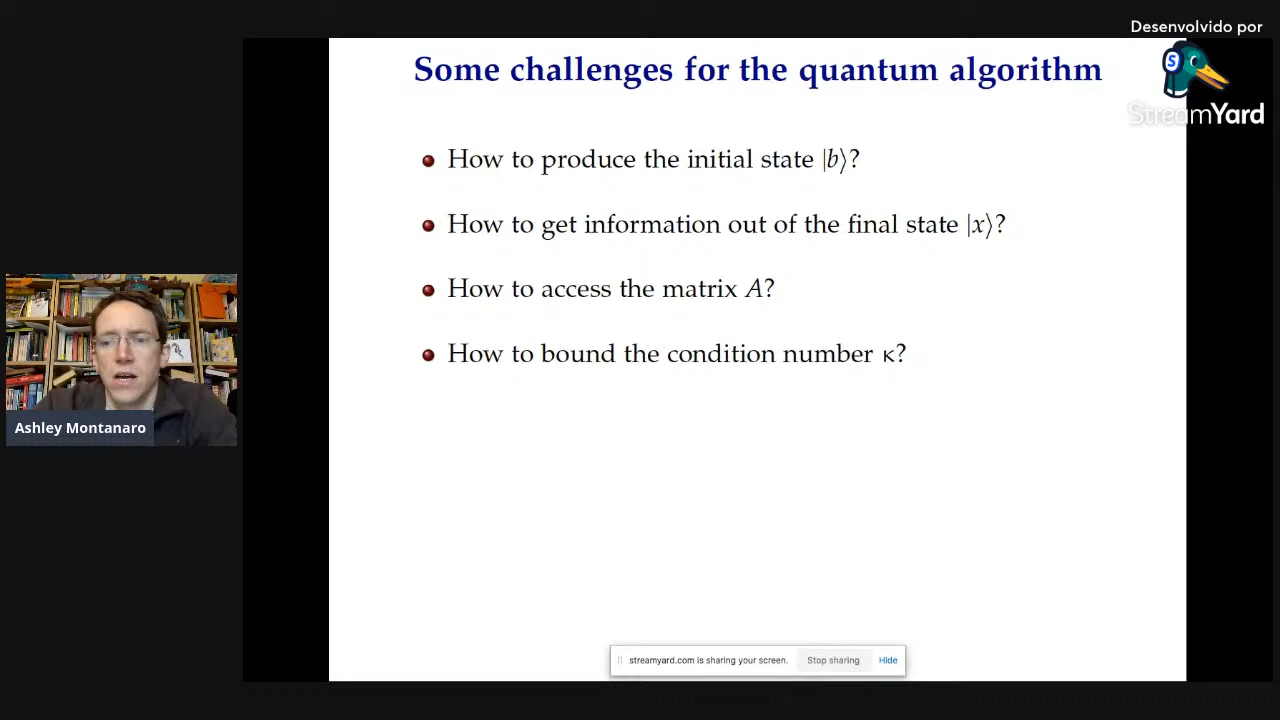 Desenvolvido por
StreamYard
Some challenges for the quantum algorithm
How to produce the initial state |b⟩?
How to get information out of the final state |x⟩?
How to access the matrix A?
How to bound the condition number κ?
Ashley Montanaro
streamyard.com is sharing your screen. Stop sharing Hide